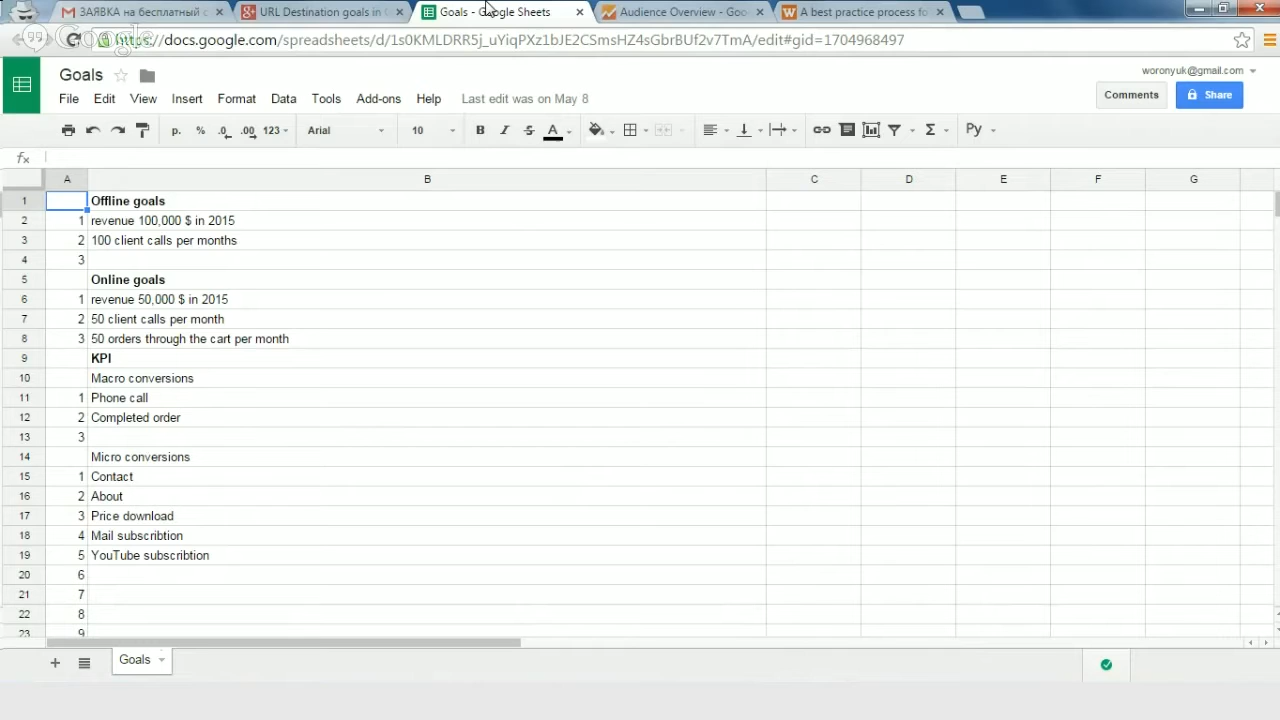 ЗАЯВКА на бесплатный с
URL Destination goals in
Goals - Google Sheets
Audience Overview - Goo
A best practice process fo
Google
https://docs.google.com/spreadsheets/d/1s0KMLDRR5j_uYiqPXz1bJE2CSmsHZ4sGbrBUf2v7TmA/edit#gid=1704968497
Goals
woronyuk@gmail.com
File Edit View Insert Format Data Tools Add-ons Help Last edit was on May 8
Comments Share
р. % .0 .00 123 Arial 10 B I S A Σ Ру
fx
A B C D E F G
1 Offline goals
2 1 revenue 100,000 $ in 2015
3 2 100 client calls per months
4 3
5 Online goals
6 1 revenue 50,000 $ in 2015
7 2 50 client calls per month
8 3 50 orders through the cart per month
9 KPI
10 Macro conversions
11 1 Phone call
12 2 Completed order
13 3
14 Micro conversions
15 1 Contact
16 2 About
17 3 Price download
18 4 Mail subscribtion
19 5 YouTube subscribtion
20 6
21 7
22 8
23 9
Goals